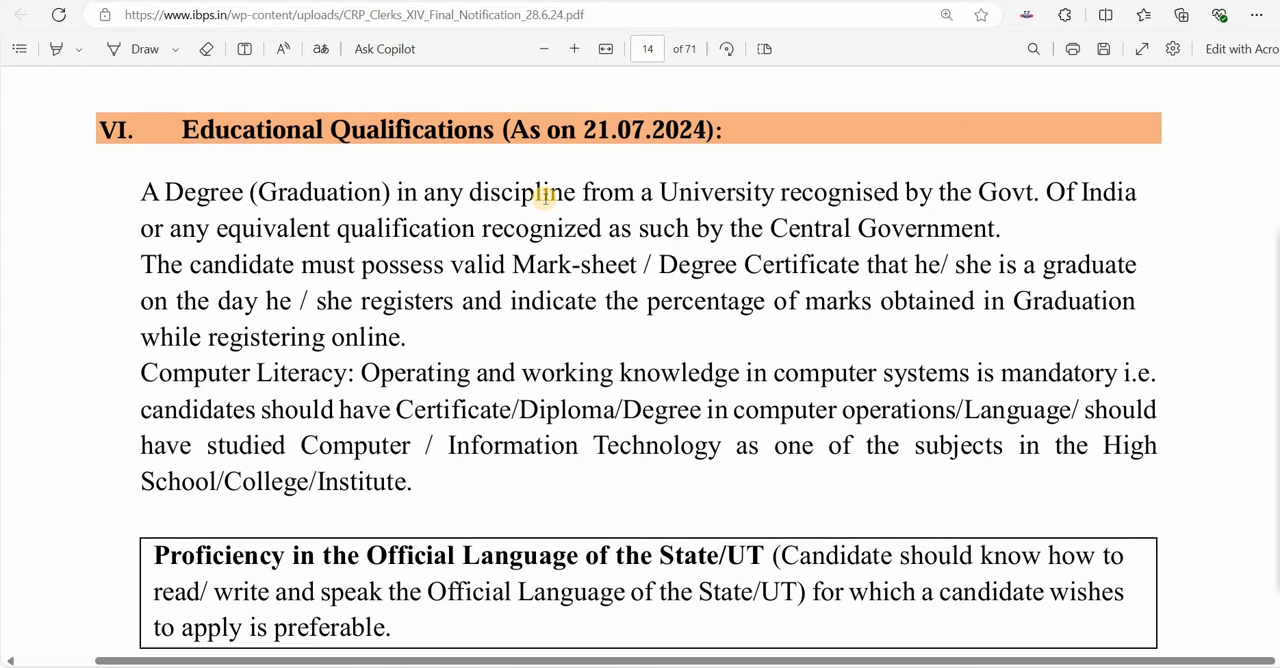 https://www.ibps.in/wp-content/uploads/CRP_Clerks_XIV_Final_Notification_28.6.24.pdf
Draw
Ask Copilot
14 of 71
Edit with Acro
VI. Educational Qualifications (As on 21.07.2024):
A Degree (Graduation) in any discipline from a University recognised by the Govt. Of India
or any equivalent qualification recognized as such by the Central Government.
The candidate must possess valid Mark-sheet / Degree Certificate that he/ she is a graduate
on the day he / she registers and indicate the percentage of marks obtained in Graduation
while registering online.
Computer Literacy: Operating and working knowledge in computer systems is mandatory i.e.
candidates should have Certificate/Diploma/Degree in computer operations/Language/ should
have studied Computer / Information Technology as one of the subjects in the High
School/College/Institute.
Proficiency in the Official Language of the State/UT (Candidate should know how to
read/ write and speak the Official Language of the State/UT) for which a candidate wishes
to apply is preferable.